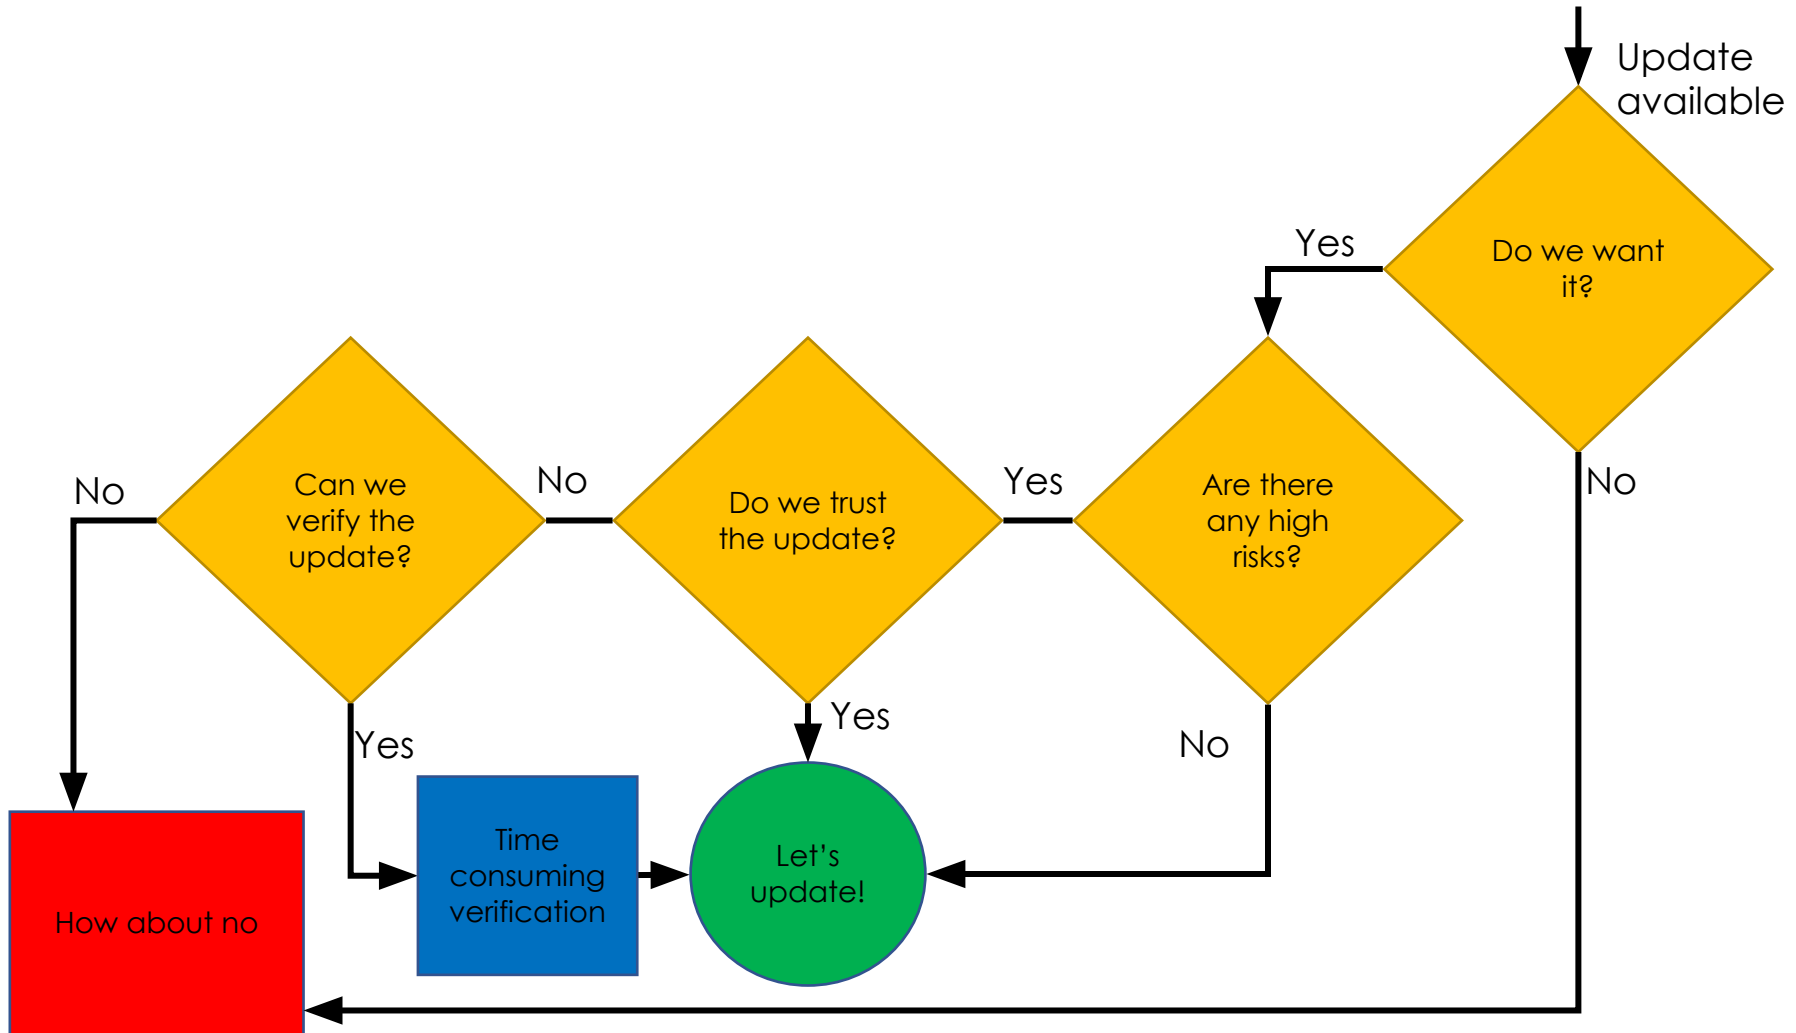 Update
available
Do we want
it?
Yes
No
Are there
any high
risks?
Yes
No
Do we trust
the update?
No
Yes
Can we
verify the
update?
No
Yes
Time
consuming
verification
Let’s
update!
How about no